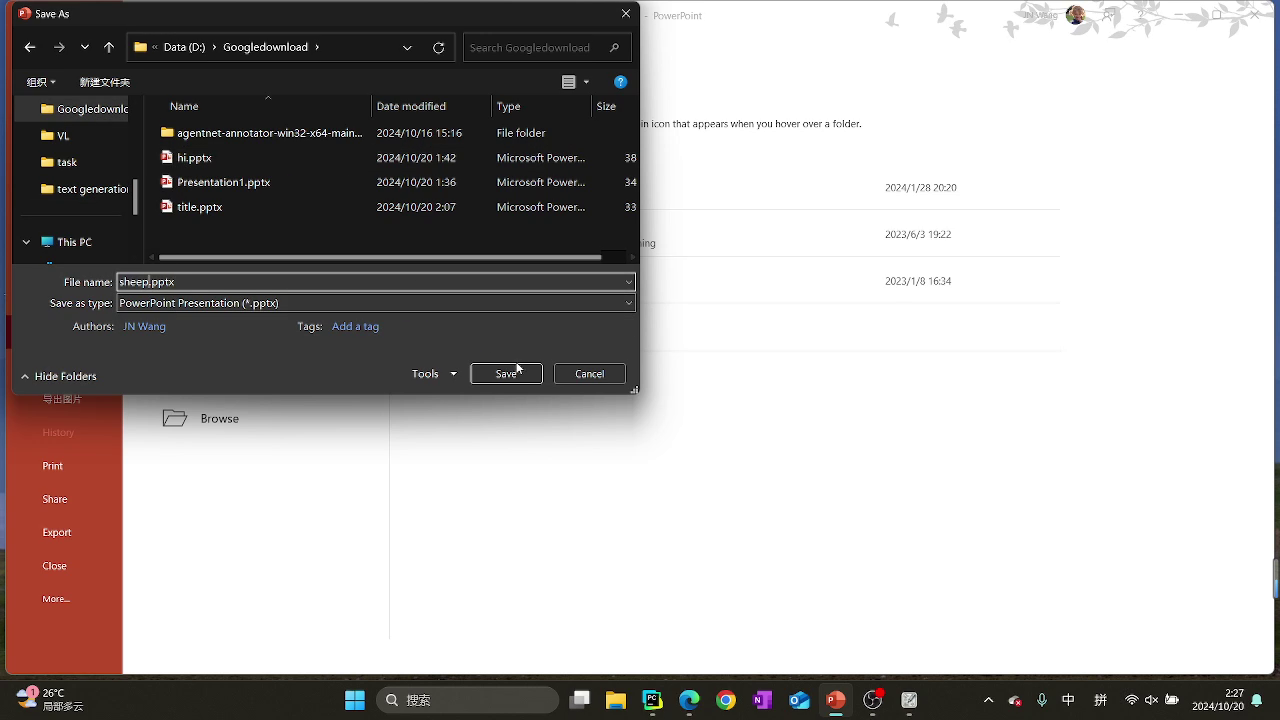 Save As
- PowerPoint
JN Wang
Data (D:)
Googledownload
Search Googledownload
组织
新建文件夹
Name
Date modified
Type
Size
Googledownlo
VL
task
text generation
This PC
agentnet-annotator-win32-x64-main...
2024/10/16 15:16
File folder
hi.pptx
2024/10/20 1:42
Microsoft Power...
38
Presentation1.pptx
2024/10/20 1:36
Microsoft Power...
34
title.pptx
2024/10/20 2:07
Microsoft Power...
33
File name:
sheep.pptx
Save as type:
PowerPoint Presentation (*.pptx)
Authors:
JN Wang
Tags:
Add a tag
Hide Folders
Tools
Save
Cancel
in icon that appears when you hover over a folder.
2024/1/28 20:20
ing
2023/6/3 19:22
2023/1/8 16:34
导出图片
History
Print
Share
Export
Close
More...
Browse
1
26°C
局部多云
搜索
中
拼
2:27
2024/10/20